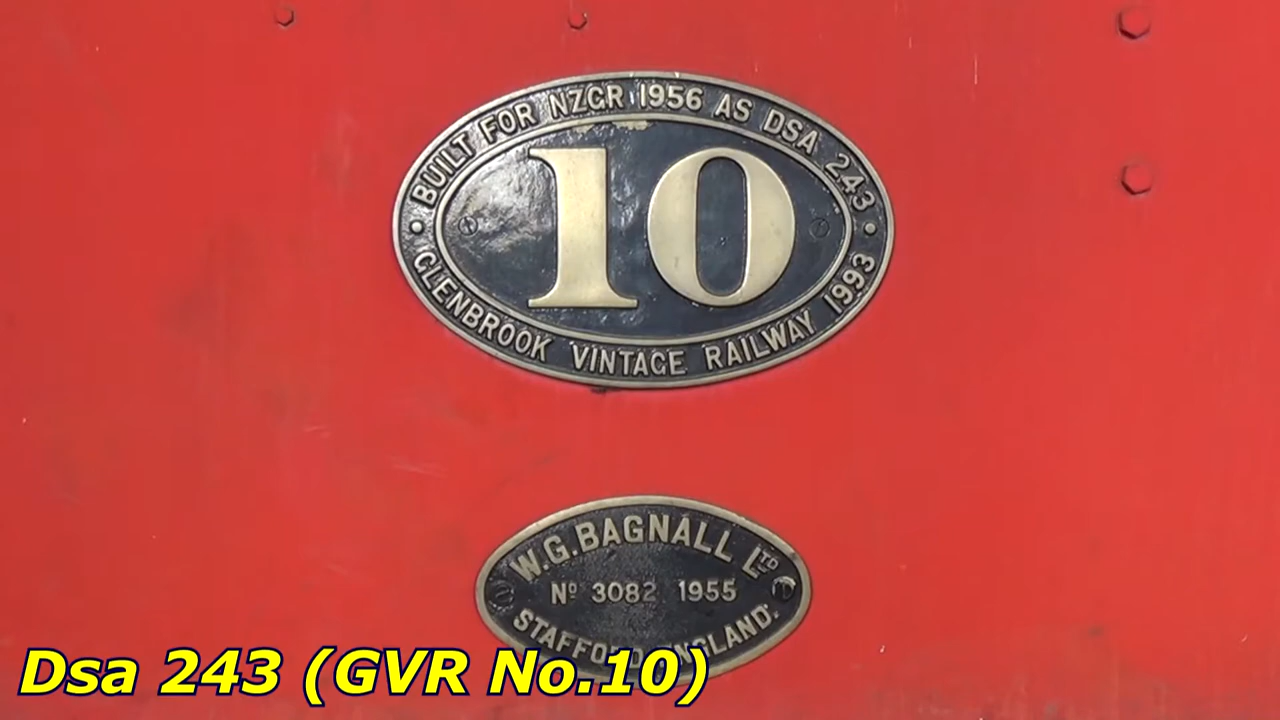 BUILT FOR NZGR 1956 AS DSA 243
10
GLENBROOK VINTAGE RAILWAY 1993
W.G. BAGNALL LTD
Nº 3082 1955
STAFFORD ENGLAND.
Dsa 243 (GVR No.10)